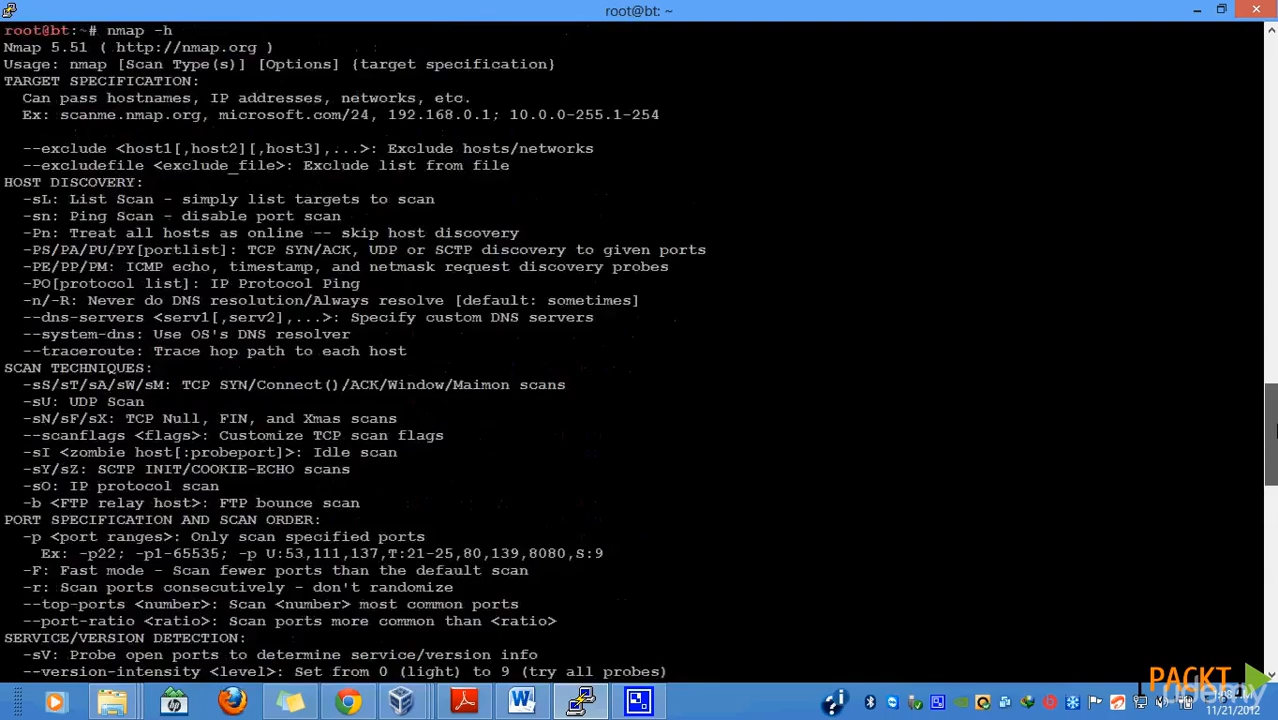 root@bt: ~
root@bt:~# nmap -h
Nmap 5.51 ( http://nmap.org )
Usage: nmap [Scan Type(s)] [Options] {target specification}
TARGET SPECIFICATION:
  Can pass hostnames, IP addresses, networks, etc.
  Ex: scanme.nmap.org, microsoft.com/24, 192.168.0.1; 10.0.0-255.1-254
  --exclude <host1[,host2][,host3],...>: Exclude hosts/networks
  --excludefile <exclude_file>: Exclude list from file
HOST DISCOVERY:
  -sL: List Scan - simply list targets to scan
  -sn: Ping Scan - disable port scan
  -Pn: Treat all hosts as online -- skip host discovery
  -PS/PA/PU/PY[portlist]: TCP SYN/ACK, UDP or SCTP discovery to given ports
  -PE/PP/PM: ICMP echo, timestamp, and netmask request discovery probes
  -PO[protocol list]: IP Protocol Ping
  -n/-R: Never do DNS resolution/Always resolve [default: sometimes]
  --dns-servers <serv1[,serv2],...>: Specify custom DNS servers
  --system-dns: Use OS's DNS resolver
  --traceroute: Trace hop path to each host
SCAN TECHNIQUES:
  -sS/sT/sA/sW/sM: TCP SYN/Connect()/ACK/Window/Maimon scans
  -sU: UDP Scan
  -sN/sF/sX: TCP Null, FIN, and Xmas scans
  --scanflags <flags>: Customize TCP scan flags
  -sI <zombie host[:probeport]>: Idle scan
  -sY/sZ: SCTP INIT/COOKIE-ECHO scans
  -sO: IP protocol scan
  -b <FTP relay host>: FTP bounce scan
PORT SPECIFICATION AND SCAN ORDER:
  -p <port ranges>: Only scan specified ports
    Ex: -p22; -p1-65535; -p U:53,111,137,T:21-25,80,139,8080,S:9
  -F: Fast mode - Scan fewer ports than the default scan
  -r: Scan ports consecutively - don't randomize
  --top-ports <number>: Scan <number> most common ports
  --port-ratio <ratio>: Scan ports more common than <ratio>
SERVICE/VERSION DETECTION:
  -sV: Probe open ports to determine service/version info
  --version-intensity <level>: Set from 0 (light) to 9 (try all probes)
PACKT
udemy
11/21/2012